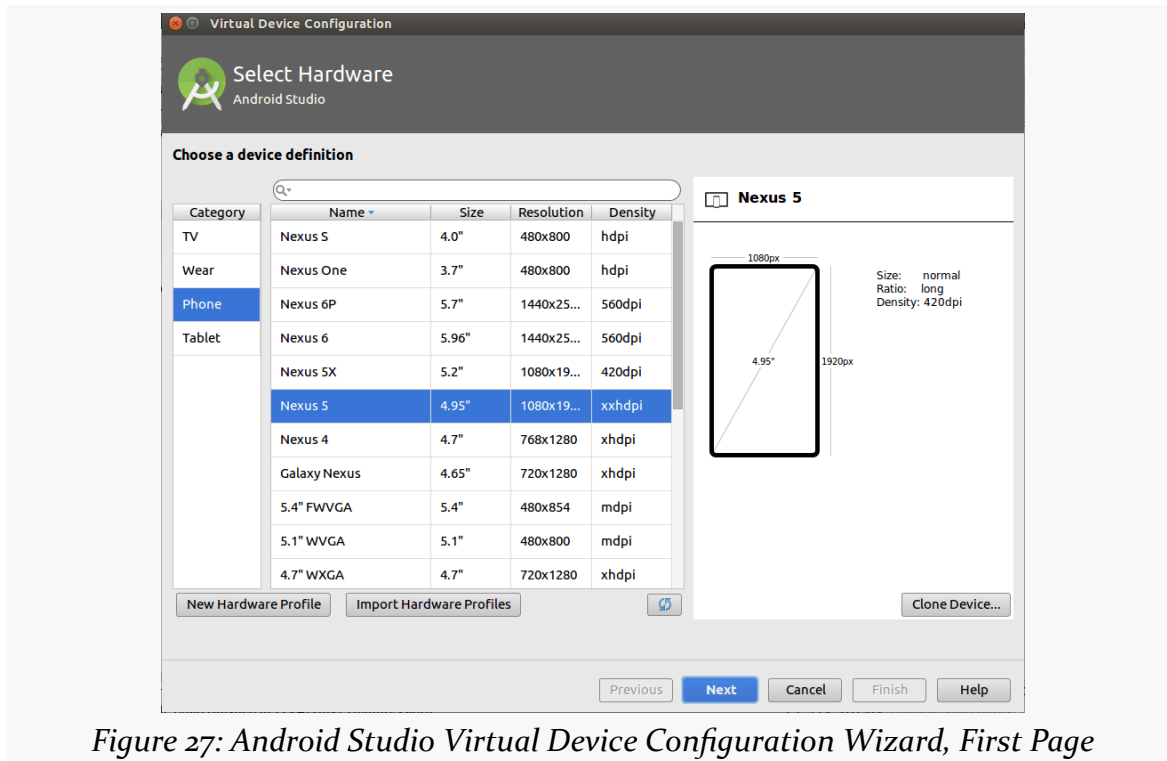 Virtual Device Configuration
Select Hardware
Android Studio
Choose a device definition
Category
TV
Wear
Phone
Tablet
Name Size Resolution Density
Nexus S 4.0" 480x800 hdpi
Nexus One 3.7" 480x800 hdpi
Nexus 6P 5.7" 1440x25... 560dpi
Nexus 6 5.96" 1440x25... 560dpi
Nexus 5X 5.2" 1080x19... 420dpi
Nexus 5 4.95" 1080x19... xxhdpi
Nexus 4 4.7" 768x1280 xhdpi
Galaxy Nexus 4.65" 720x1280 xhdpi
5.4" FWVGA 5.4" 480x854 mdpi
5.1" WVGA 5.1" 480x800 mdpi
4.7" WXGA 4.7" 720x1280 xhdpi
New Hardware Profile Import Hardware Profiles
Nexus 5
1080px
4.95"
1920px
Size: normal
Ratio: long
Density: 420dpi
Clone Device...
Previous Next Cancel Finish Help
Figure 27: Android Studio Virtual Device Configuration Wizard, First Page